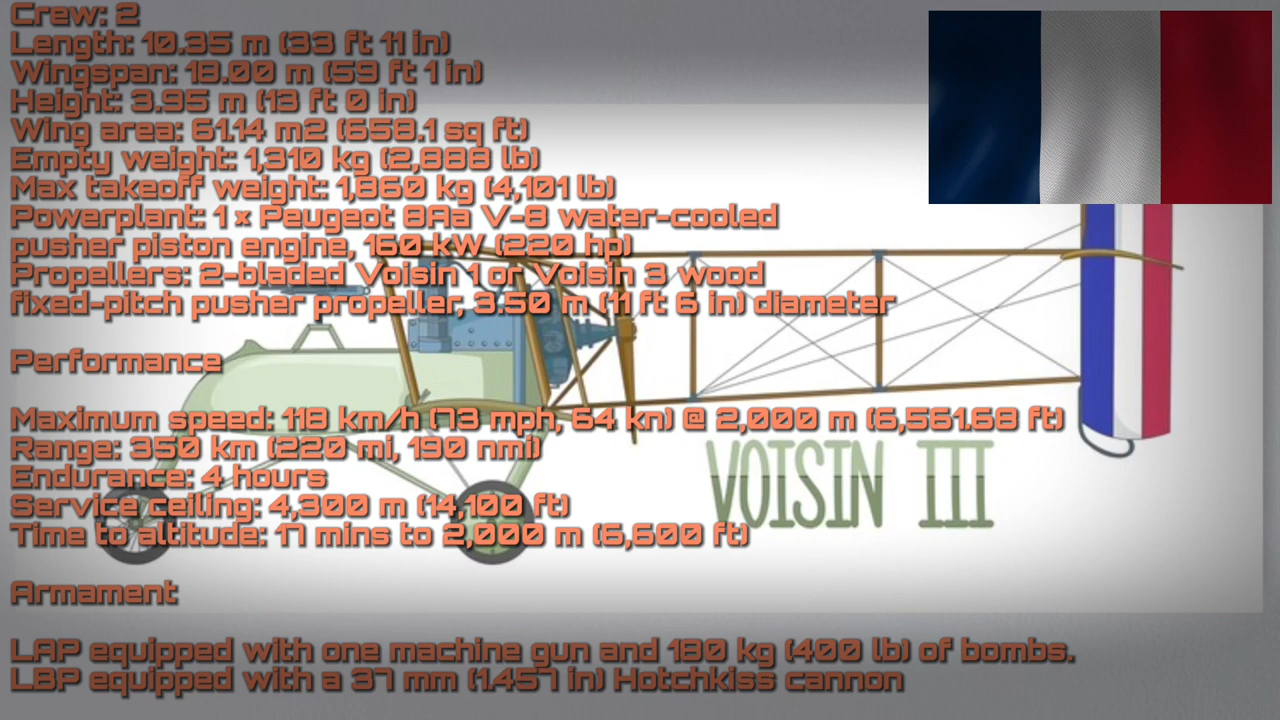 Crew: 2
Length: 10.35 m (33 ft 11 in)
Wingspan: 18.00 m (59 ft 1 in)
Height: 3.95 m (13 ft 0 in)
Wing area: 61.14 m2 (658.1 sq ft)
Empty weight: 1,310 kg (2,888 lb)
Max takeoff weight: 1,860 kg (4,101 lb)
Powerplant: 1 × Peugeot 8Aa V-8 water-cooled
pusher piston engine, 160 kW (220 hp)
Propellers: 2-bladed Voisin 1 or Voisin 3 wood
fixed-pitch pusher propeller, 3.50 m (11 ft 6 in) diameter
Performance
Maximum speed: 118 km/h (73 mph, 64 kn) @ 2,000 m (6,561.68 ft)
Range: 350 km (220 mi, 190 nmi)
Endurance: 4 hours
VOISIN III
Service ceiling: 4,300 m (14,100 ft)
Time to altitude: 17 mins to 2,000 m (6,600 ft)
Armament
LAP equipped with one machine gun and 180 kg (400 lb) of bombs.
LBP equipped with a 37 mm (1.457 in) Hotchkiss cannon